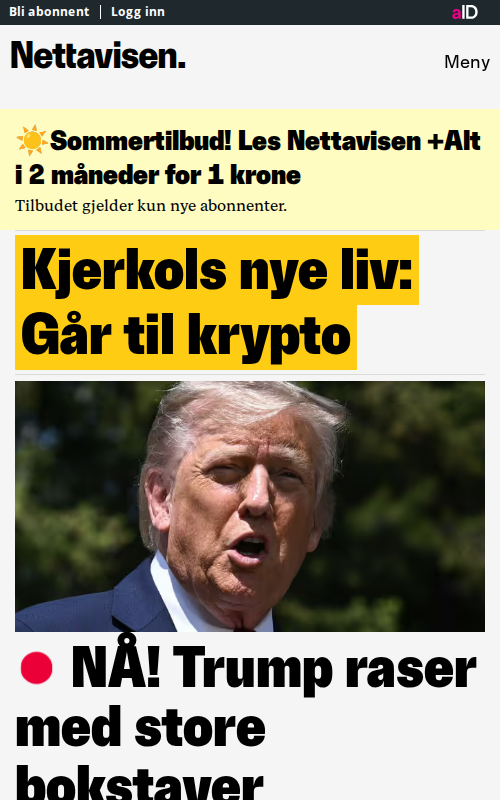 Bli abonnent | Logg inn
aID
Nettavisen.
Meny
☀️Sommertilbud! Les Nettavisen +Alt
i 2 måneder for 1 krone
Tilbudet gjelder kun nye abonnenter.
Kjerkols nye liv:
Går til krypto
NÅ! Trump raser
med store
bokstaver